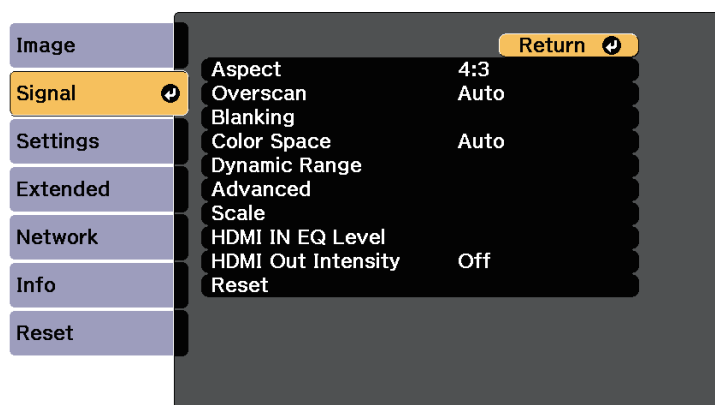 Image
Signal
Settings
Extended
Network
Info
Reset
Return
Aspect 4:3
Overscan Auto
Blanking
Color Space Auto
Dynamic Range
Advanced
Scale
HDMI IN EQ Level
HDMI Out Intensity Off
Reset